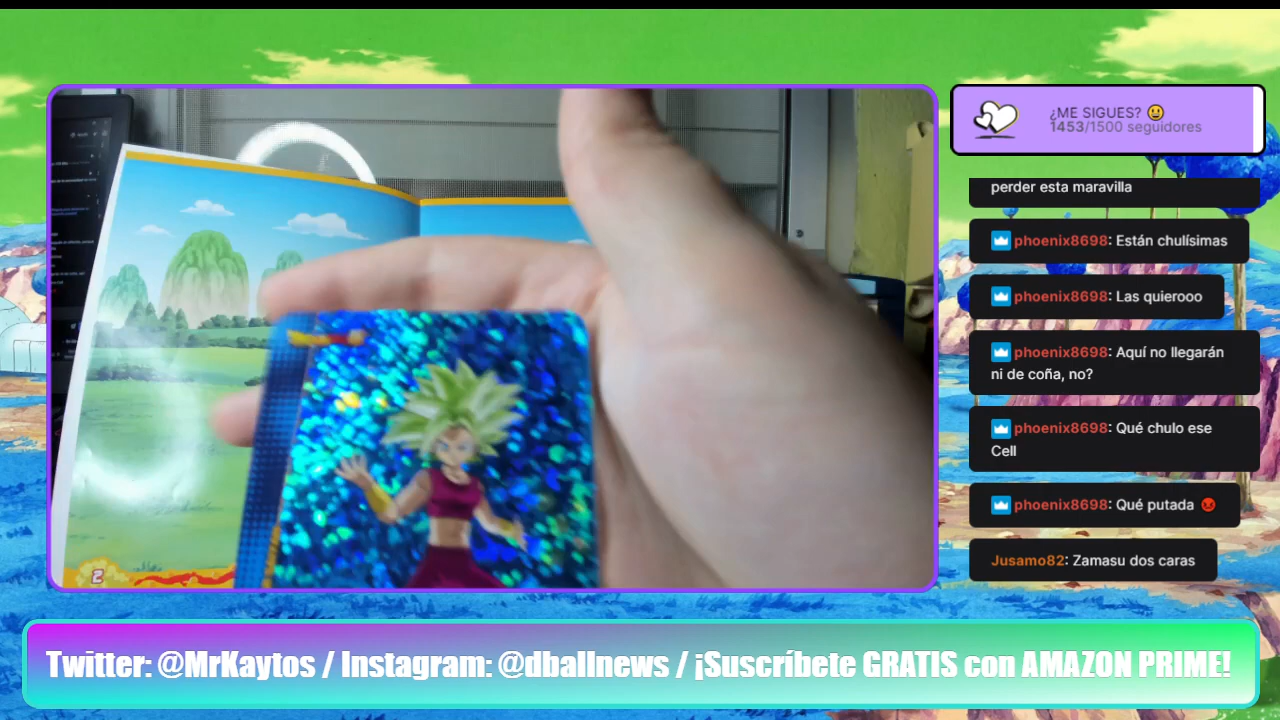 ¿ME SIGUES? 😀
1453/1500 seguidores
perder esta maravilla
phoenix8698: Están chulísimas
phoenix8698: Las quierooo
phoenix8698: Aquí no llegarán
ni de coña, no?
phoenix8698: Qué chulo ese
Cell
phoenix8698: Qué putada 😡
Jusamo82: Zamasu dos caras
2
Twitter: @MrKaytos / Instagram: @dballnews / ¡Suscríbete GRATIS con AMAZON PRIME!